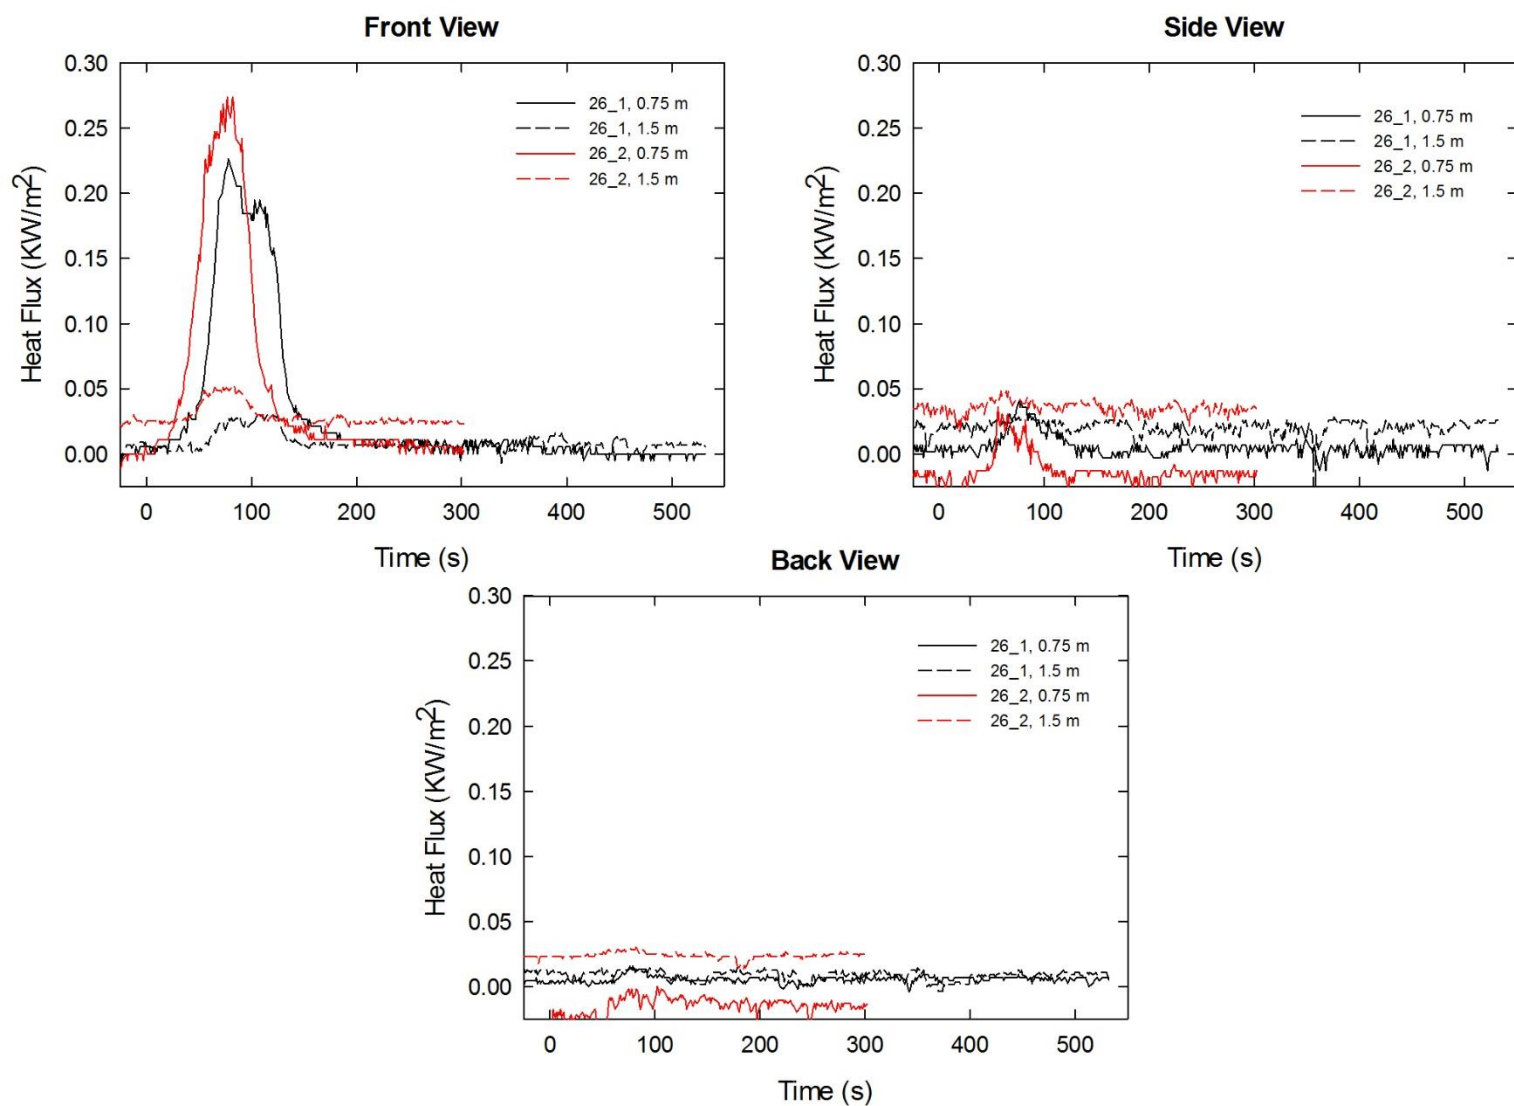 Front View
0.30
0.25
0.20
0.15
0.10
0.05
0.00
Heat Flux (KW/m2)
26_1, 0.75 m
26_1, 1.5 m
26_2, 0.75 m
26_2, 1.5 m
0 100 200 300 400 500
Time (s)
Side View
0.30
0.25
0.20
0.15
0.10
0.05
0.00
Heat Flux (KW/m2)
26_1, 0.75 m
26_1, 1.5 m
26_2, 0.75 m
26_2, 1.5 m
0 100 200 300 400 500
Time (s)
Back View
0.30
0.25
0.20
0.15
0.10
0.05
0.00
Heat Flux (KW/m2)
26_1, 0.75 m
26_1, 1.5 m
26_2, 0.75 m
26_2, 1.5 m
0 100 200 300 400 500
Time (s)